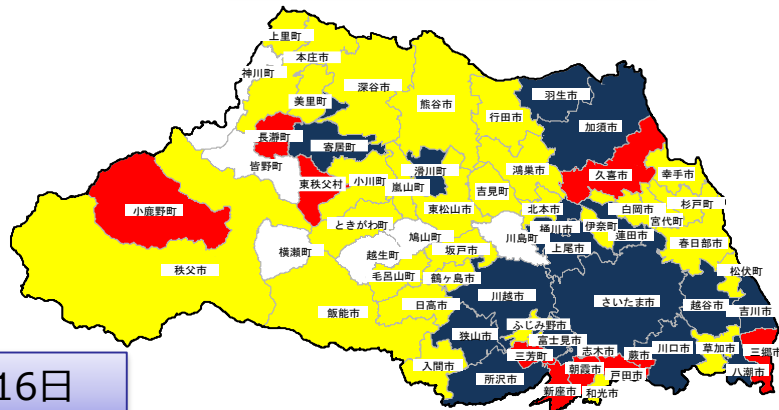 上里町
本庄市
神川町
深谷市
熊谷市
美里町
行田市
羽生市
加須市
長瀞町
寄居町
皆野町
東秩父村
小川町
嵐山町
滑川町
吉見町
鴻巣市
久喜市
幸手市
小鹿野町
東松山市
北本市
桶川市
伊奈町
白岡市
宮代町
杉戸町
ときがわ町
鳩山町
川島町
上尾市
蓮田市
春日部市
横瀬町
越生町
坂戸市
秩父市
毛呂山町
鶴ヶ島市
松伏町
飯能市
日高市
川越市
さいたま市
越谷市
吉川市
狭山市
ふじみ野市
富士見市
三芳町
志木市
蕨市
川口市
草加市
三郷市
入間市
所沢市
朝霞市
戸田市
八潮市
新座市
和光市
16日